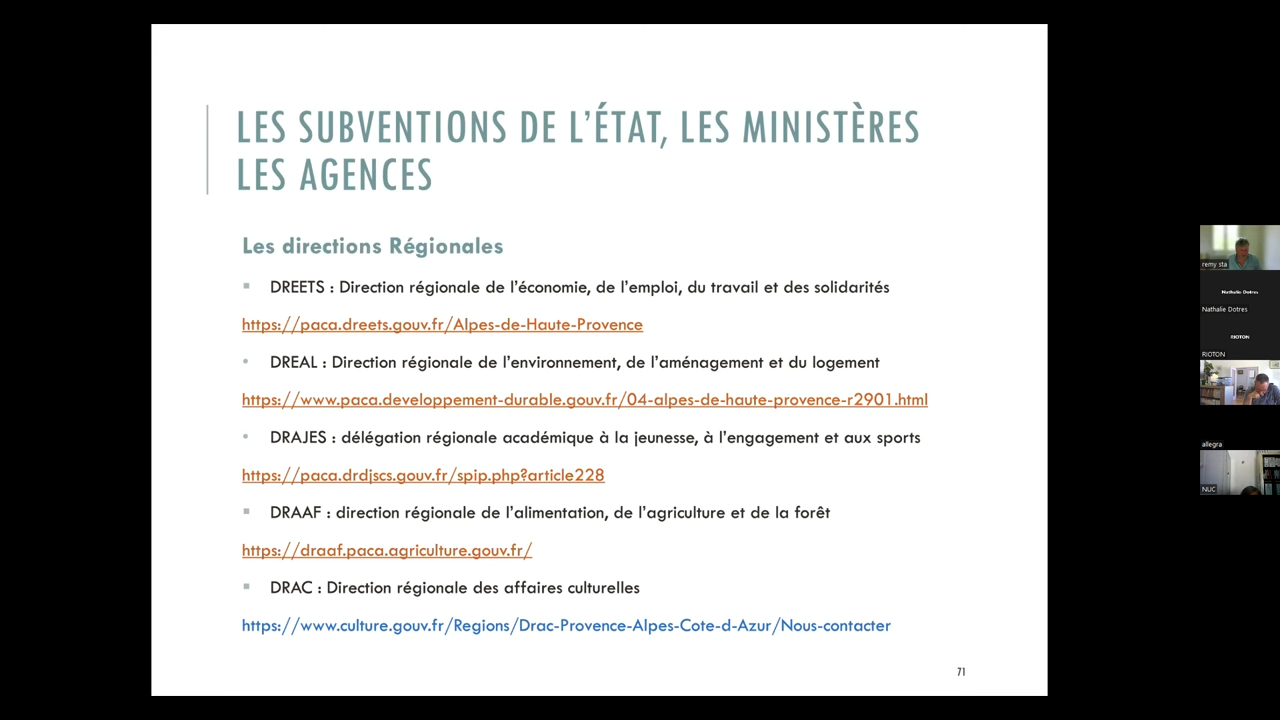 LES SUBVENTIONS DE L'ÉTAT, LES MINISTÈRES
LES AGENCES
Les directions Régionales
DREETS : Direction régionale de l'économie, de l'emploi, du travail et des solidarités
https://paca.dreets.gouv.fr/Alpes-de-Haute-Provence
DREAL : Direction régionale de l'environnement, de l'aménagement et du logement
https://www.paca.developpement-durable.gouv.fr/04-alpes-de-haute-provence-r2901.html
DRAJES : délégation régionale académique à la jeunesse, à l'engagement et aux sports
https://paca.drdjscs.gouv.fr/spip.php?article228
DRAAF : direction régionale de l'alimentation, de l'agriculture et de la forêt
https://draaf.paca.agriculture.gouv.fr/
DRAC : Direction régionale des affaires culturelles
https://www.culture.gouv.fr/Regions/Drac-Provence-Alpes-Cote-d-Azur/Nous-contacter
71
remy sta
Nathalie Dotres
Nathalie Dotres
RIOTON
RIOTON
allegra
NUC